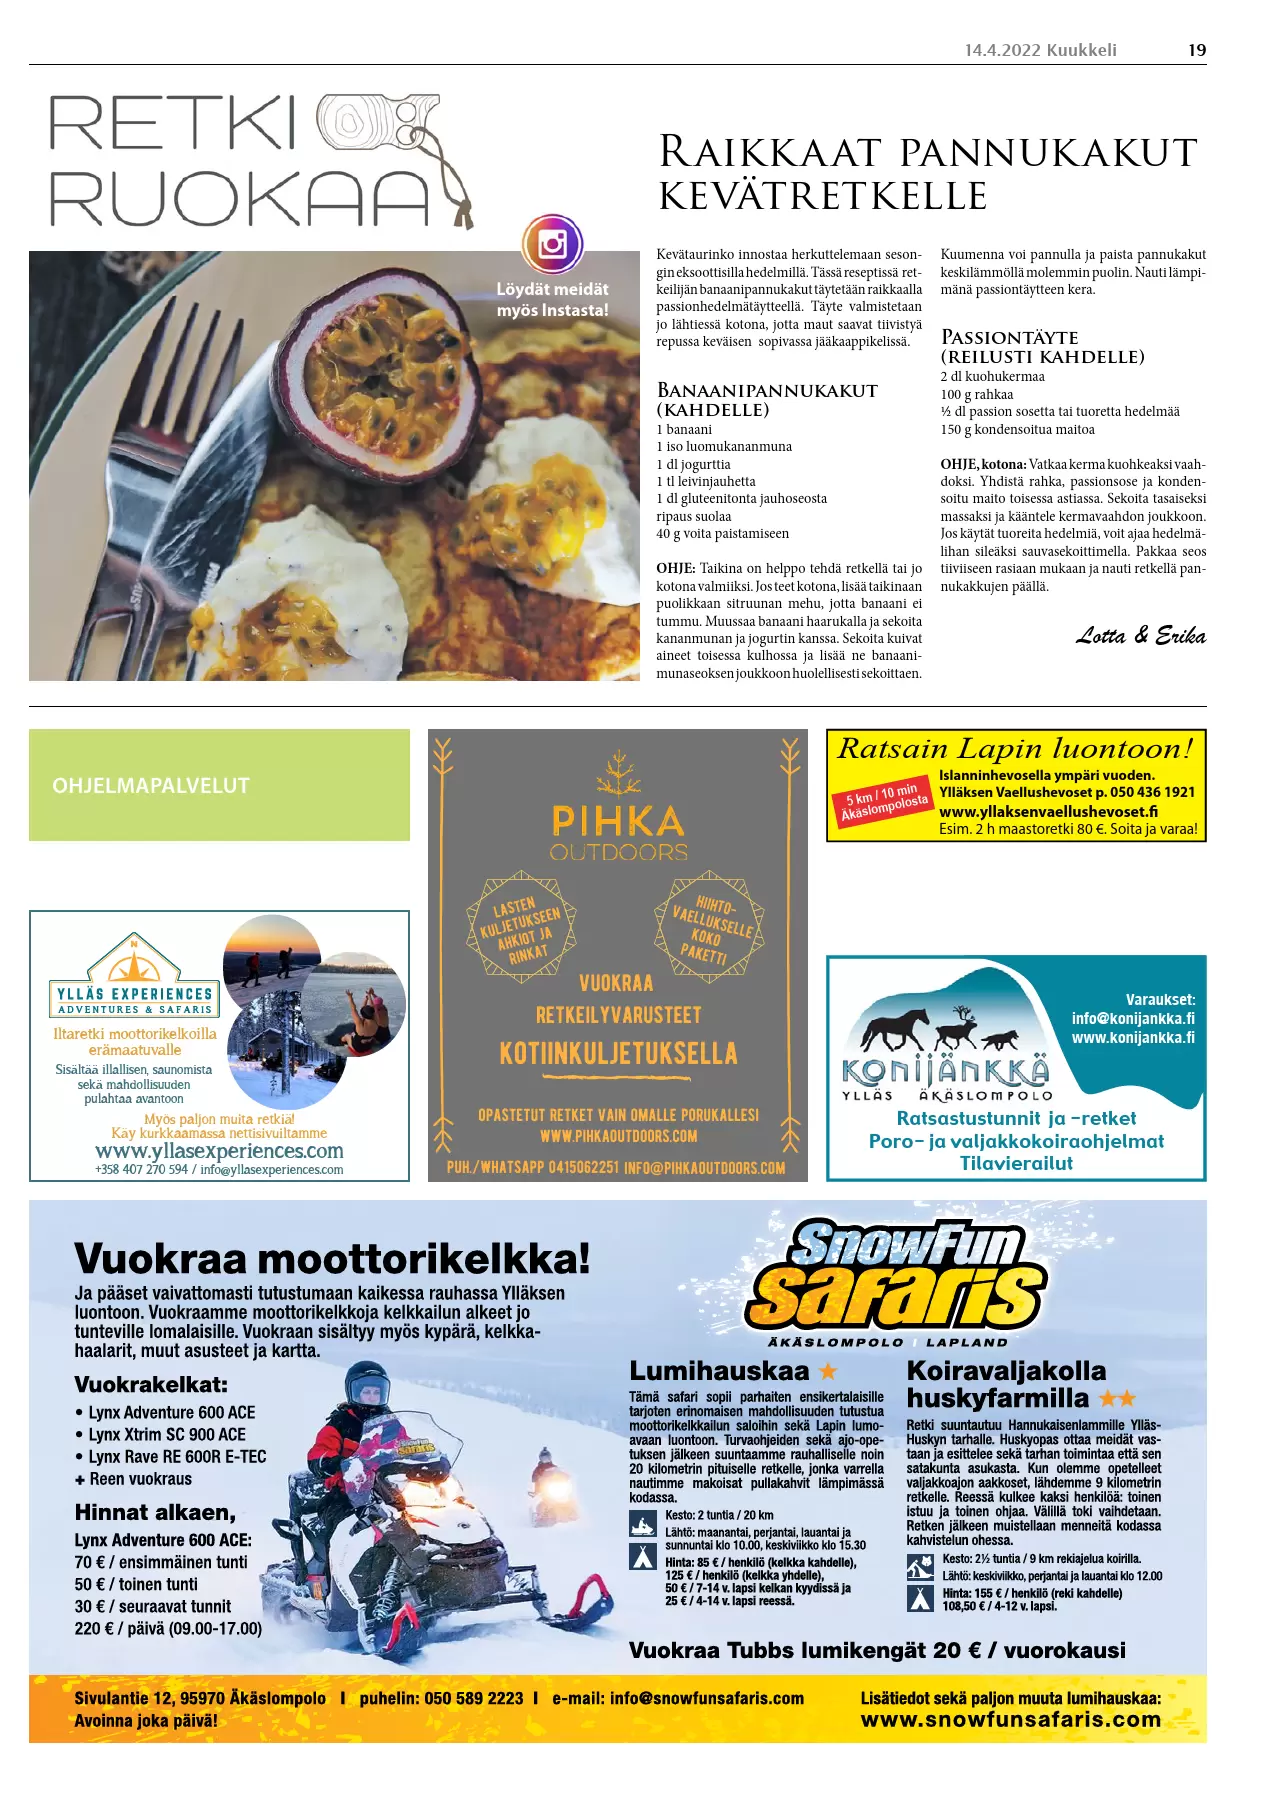 14.4.2022 Kuukkeli 19
RETKI
RUOKAA
Löydät meidät
myös Instasta!
RAIKKAAT PANNUKAKUT
KEVÄTRETKELLE
Kevätaurinko innostaa herkuttelemaan seson-
gin eksoottisilla hedelmillä. Tässä reseptissä ret-
keilijän banaanipannukakut täytetään raikkaalla
passionhedelmätäytteellä. Täyte valmistetaan
jo lähtiessä kotona, jotta maut saavat tiivistyä
repussa keväisen sopivassa jääkaappikelissä.
BANAANIPANNUKAKUT
(KAHDELLE)
1 banaani
1 iso luomukananmuna
1 dl jogurttia
1 tl leivinjauhetta
1 dl gluteenitonta jauhoseosta
ripaus suolaa
40 g voita paistamiseen
OHJE: Taikina on helppo tehdä retkellä tai jo
kotona valmiiksi. Jos teet kotona, lisää taikinaan
puolikkaan sitruunan mehu, jotta banaani ei
tummu. Muussaa banaani haarukalla ja sekoita
kananmunan ja jogurtin kanssa. Sekoita kuivat
aineet toisessa kulhossa ja lisää ne banaani-
munaseoksen joukkoon huolellisesti sekoittaen.
Kuumenna voi pannulla ja paista pannukakut
keskilämmöllä molemmin puolin. Nauti lämpi-
mänä passiontäytteen kera.
PASSIONTÄYTE
(REILUSTI KAHDELLE)
2 dl kuohukermaa
100 g rahkaa
½ dl passion sosetta tai tuoretta hedelmää
150 g kondensoitua maitoa
OHJE, kotona: Vatkaa kerma kuohkeaksi vaah-
doksi. Yhdistä rahka, passionsose ja konden-
soitu maito toisessa astiassa. Sekoita tasaiseksi
massaksi ja kääntele kermavaahdon joukkoon.
Jos käytät tuoreita hedelmiä, voit ajaa hedelmä-
lihan sileäksi sauvasekoittimella. Pakkaa seos
tiiviiseen rasiaan mukaan ja nauti retkellä pan-
nukakkujen päällä.
Lotta & Erika
OHJELMAPALVELUT
N
YLLÄS EXPERIENCES
ADVENTURES & SAFARIS
Iltaretki moottorikelkoilla
erämaatuvalle
Sisältää illallisen, saunomista
sekä mahdollisuuden
pulahtaa avantoon
Myös paljon muita retkiä!
Käy kurkkaamassa nettisivuiltamme
www.yllasexperiences.com
+358 407 270 594 / info@yllasexperiences.com
PIHKA
OUTDOORS
LASTEN
KULJETUKSEEN
AHKIOT JA
RINKAT
HIIHTO-
VAELLUKSELLE
KOKO
PAKETTI
VUOKRAA
RETKEILYVARUSTEET
KOTIINKULJETUKSELLA
OPASTETUT RETKET VAIN OMALLE PORUKALLESI
WWW.PIHKAOUTDOORS.COM
PUH./WHATSAPP 0415062251 INFO@PIHKAOUTDOORS.COM
Ratsain Lapin luontoon!
5 km / 10 min
Äkäslompolosta
Islanninhevosella ympäri vuoden.
Ylläksen Vaellushevoset p. 050 436 1921
www.yllaksenvaellushevoset.fi
Esim. 2 h maastoretki 80 €. Soita ja varaa!
Varaukset:
info@konijankka.fi
www.konijankka.fi
KONIJÄNKKÄ
YLLÄS ÄKÄSLOMPOLO
Ratsastustunnit ja -retket
Poro- ja valjakkokoiraohjelmat
Tilavierailut
Vuokraa moottorikelkka!
Ja pääset vaivattomasti tutustumaan kaikessa rauhassa Ylläksen
luontoon. Vuokraamme moottorikelkkoja kelkkailun alkeet jo
tunteville lomalaisille. Vuokraan sisältyy myös kypärä, kelkka-
haalarit, muut asusteet ja kartta.
Vuokrakelkat:
• Lynx Adventure 600 ACE
• Lynx Xtrim SC 900 ACE
• Lynx Rave RE 600R E-TEC
+ Reen vuokraus
Hinnat alkaen,
Lynx Adventure 600 ACE:
70 € / ensimmäinen tunti
50 € / toinen tunti
30 € / seuraavat tunnit
220 € / päivä (09.00-17.00)
SnowFun
safaris
ÄKÄSLOMPOLO I LAPLAND
Lumihauskaa
Tämä safari sopii parhaiten ensikertalaisille
tarjoten erinomaisen mahdollisuuden tutustua
moottorikelkkailun saloihin sekä Lapin lumo-
avaan luontoon. Turvaohjeiden sekä ajo-ope-
tuksen jälkeen suuntaamme rauhalliselle noin
20 kilometrin pituiselle retkelle, jonka varrella
nautimme makoisat pullakahvit lämpimässä
kodassa.
Kesto: 2 tuntia / 20 km
Lähtö: maanantai, perjantai, lauantai ja
sunnuntai klo 10.00, keskiviikko klo 15.30
Hinta: 85 € / henkilö (kelkka kahdelle),
125 € / henkilö (kelkka yhdelle),
50 € / 7-14 v. lapsi kelkan kyydissä ja
25 € / 4-14 v. lapsi reessä.
Koiravaljakolla
huskyfarmilla
Retki suuntautuu Hannukaisenlammille Ylläs-
Huskyn tarhalle. Huskyopas ottaa meidät vas-
taan ja esittelee sekä tarhan toimintaa että sen
satakunta asukasta. Kun olemme opetelleet
valjakkoajon aakkoset, lähdemme 9 kilometrin
retkelle. Reessä kulkee kaksi henkilöä: toinen
istuu ja toinen ohjaa. Välillä toki vaihdetaan.
Retken jälkeen muistellaan menneitä kodassa
kahvistelun ohessa.
Kesto: 2½ tuntia / 9 km rekiajelua koirilla.
Lähtö: keskiviikko, perjantai ja lauantai klo 12.00
Hinta: 155 € / henkilö (reki kahdelle)
108,50 € / 4-12 v. lapsi.
Vuokraa Tubbs lumikengät 20 € / vuorokausi
Sivulantie 12, 95970 Äkäslompolo I puhelin: 050 589 2223 I e-mail: info@snowfunsafaris.com
Avoinna joka päivä!
Lisätiedot sekä paljon muuta lumihauskaa:
www.snowfunsafaris.com